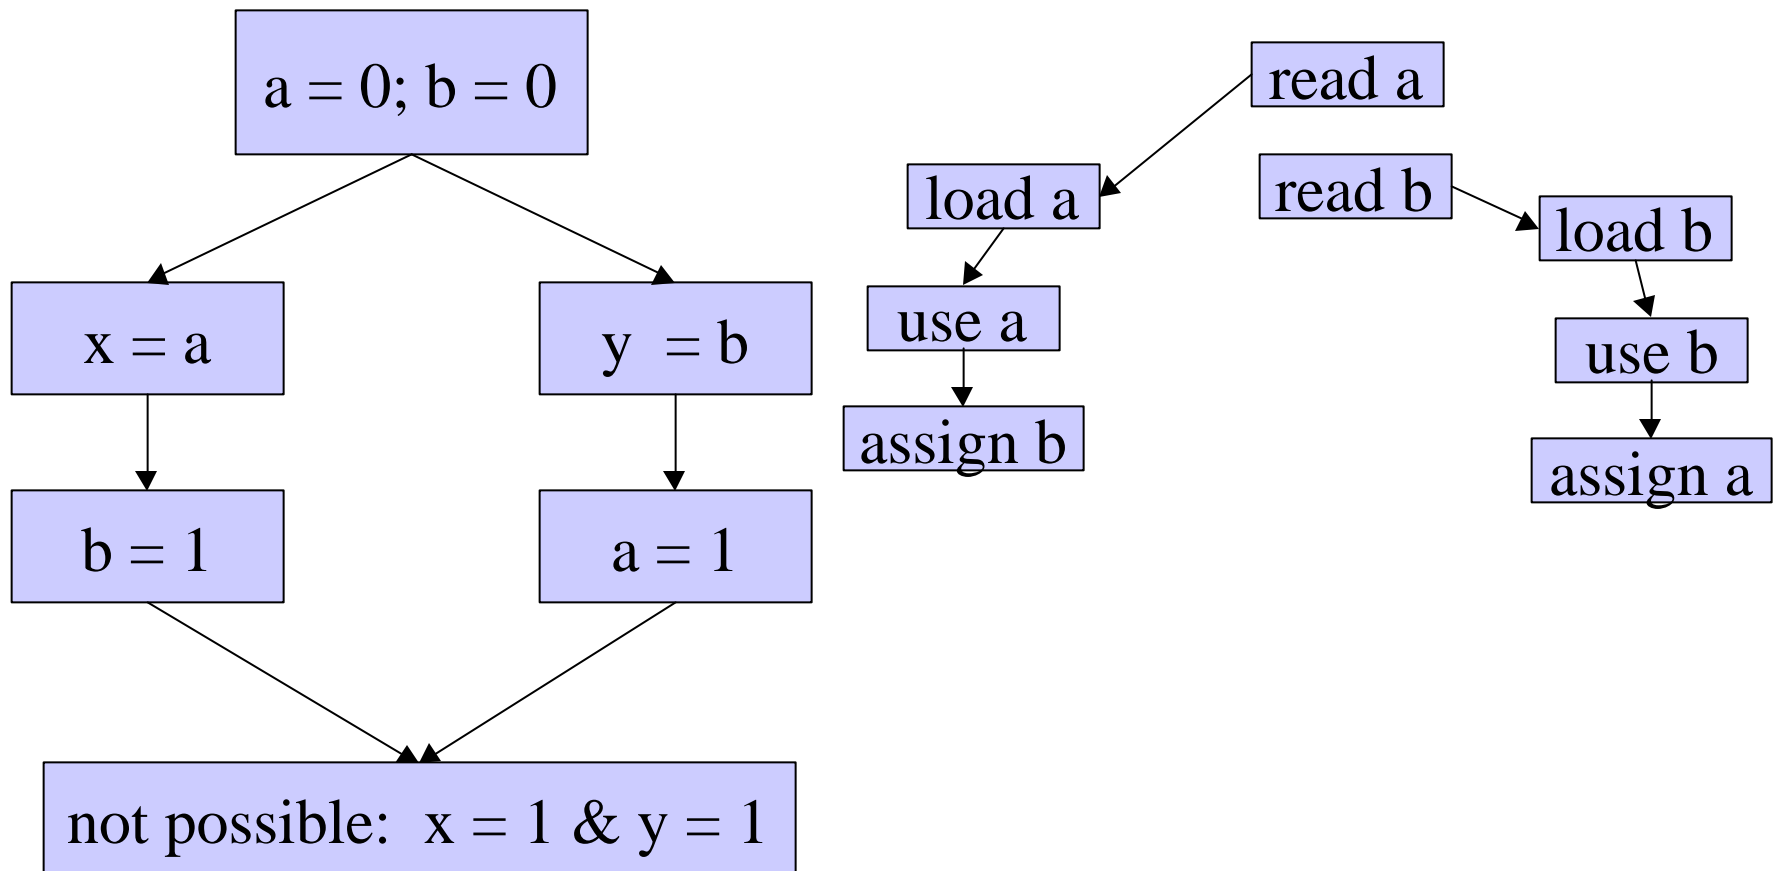 a = 0; b = 0
x = a
y  = b
b = 1
a = 1
not possible:  x = 1 & y = 1
read a
load a
use a
assign b
read b
load b
use b
assign a